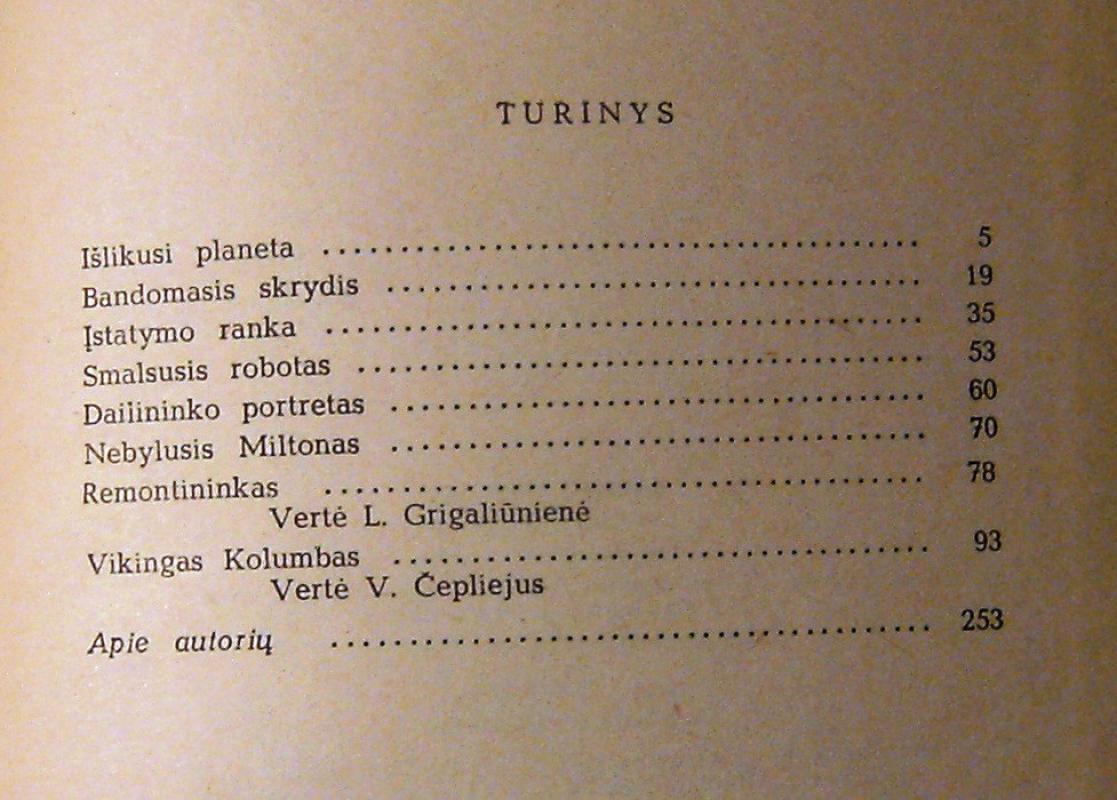 TURINYS
Išlikusi planeta ........................................ 5
Bandomasis skrydis ........................................ 19
Įstatymo ranka ........................................ 35
Smalsusis robotas ........................................ 53
Dailininko portretas ........................................ 60
Nebylusis Miltonas ........................................ 70
Remontininkas ........................................ 78
Vertė L. Grigaliūnienė
Vikingas Kolumbas ........................................ 93
Vertė V. Čepliejus
Apie autorių ........................................ 253